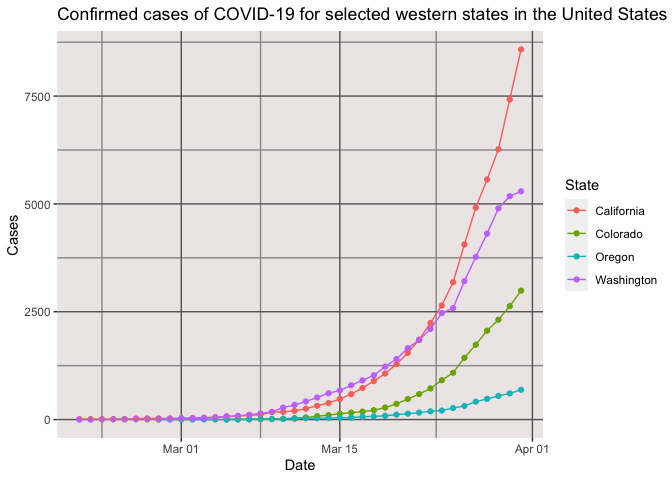 Confirmed cases of COVID-19 for selected western states in the United States
Cases
7500
5000
2500
0
Mar 01
Mar 15
Apr 01
Date
State
California
Colorado
Oregon
Washington